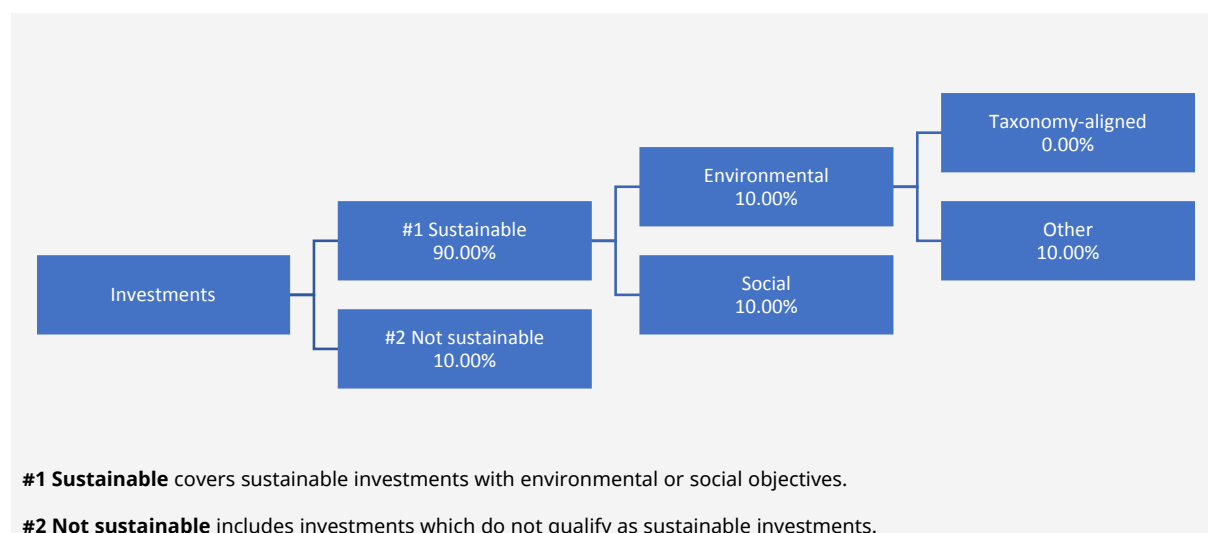 Taxonomy-aligned
0.00%
Environmental
10.00%
#1 Sustainable
90.00%
Other
10.00%
Investments
Social
10.00%
#2 Not sustainable
10.00%
#1 Sustainable covers sustainable investments with environmental or social objectives.
#2 Not sustainable includes investments which do not qualify as sustainable investments.